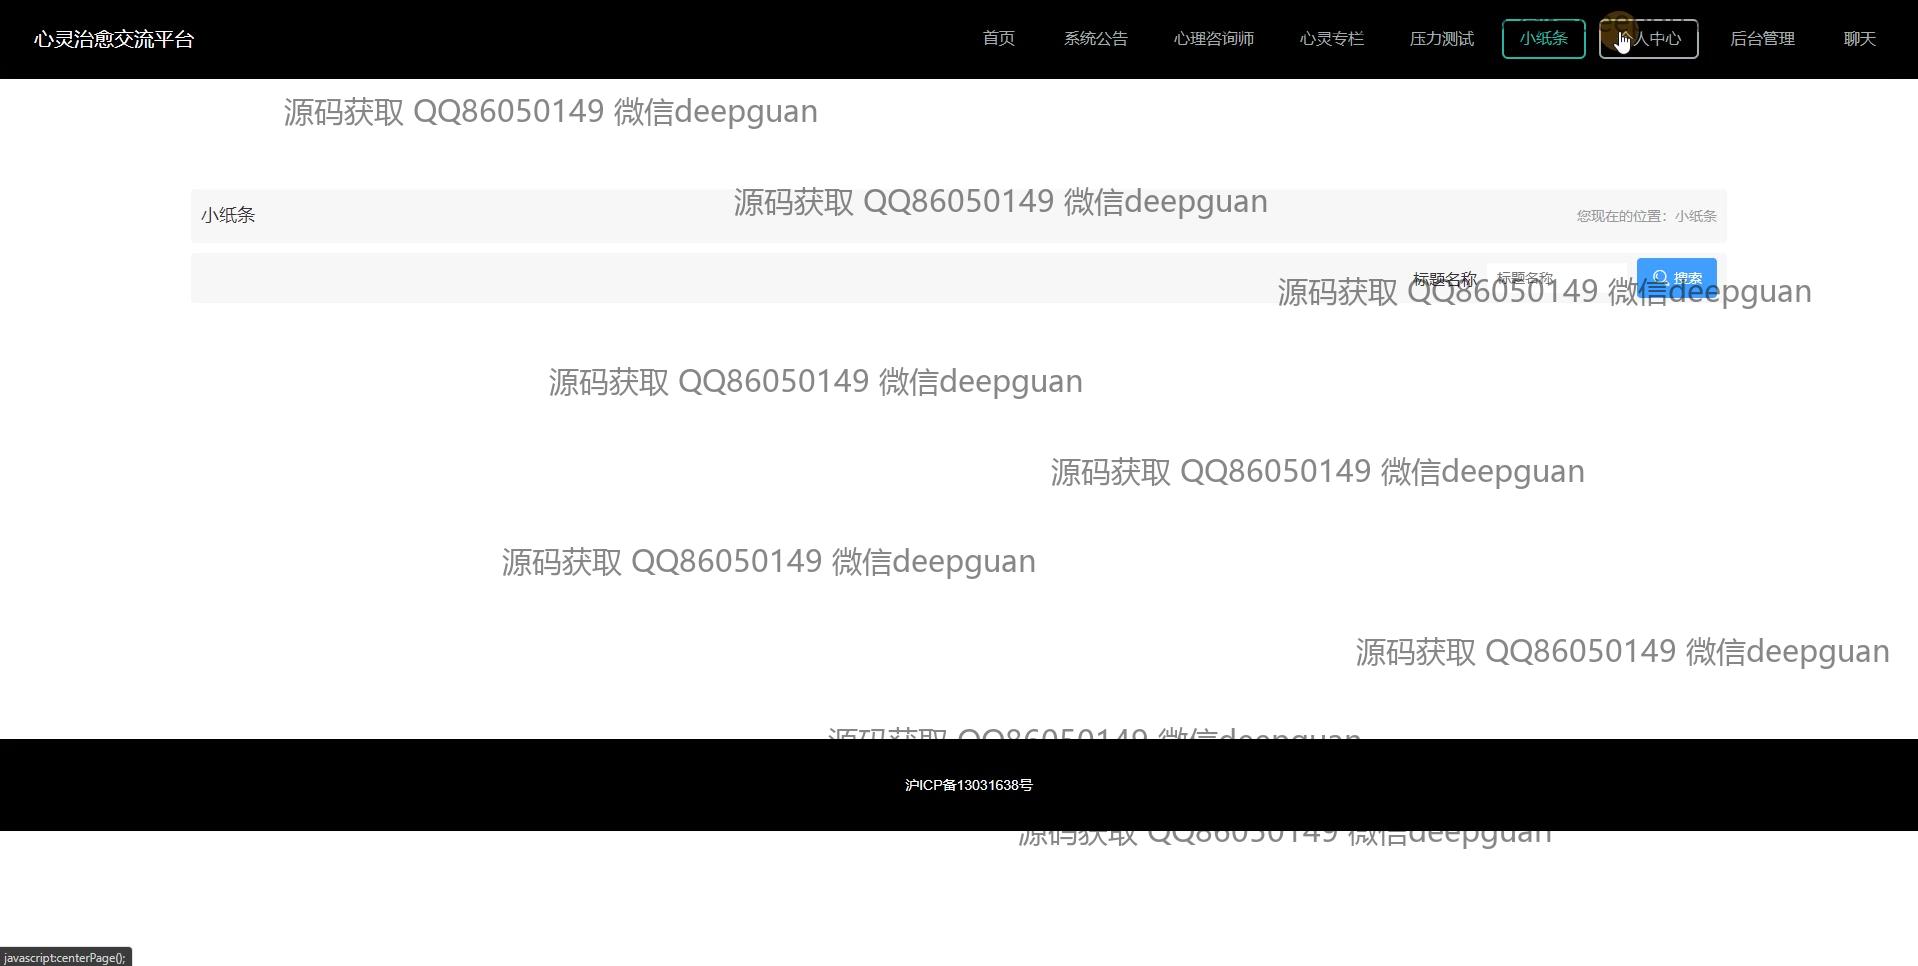 心灵治愈交流平台
首页 系统公告 心理咨询师 心灵专栏 压力测试 小纸条 人中心 后台管理 聊天
源码获取 QQ86050149 微信deepguan
源码获取 QQ86050149 微信deepguan
小纸条
您现在的位置：小纸条
标题名称 标题名称 搜索
源码获取 QQ86050149 微信deepguan
源码获取 QQ86050149 微信deepguan
源码获取 QQ86050149 微信deepguan
源码获取 QQ86050149 微信deepguan
源码获取 QQ86050149 微信deepguan
源码获取 QQ86050149 微信deepguan
沪ICP备13031638号
源码获取 QQ86050149 微信deepguan
javascript:centerPage();